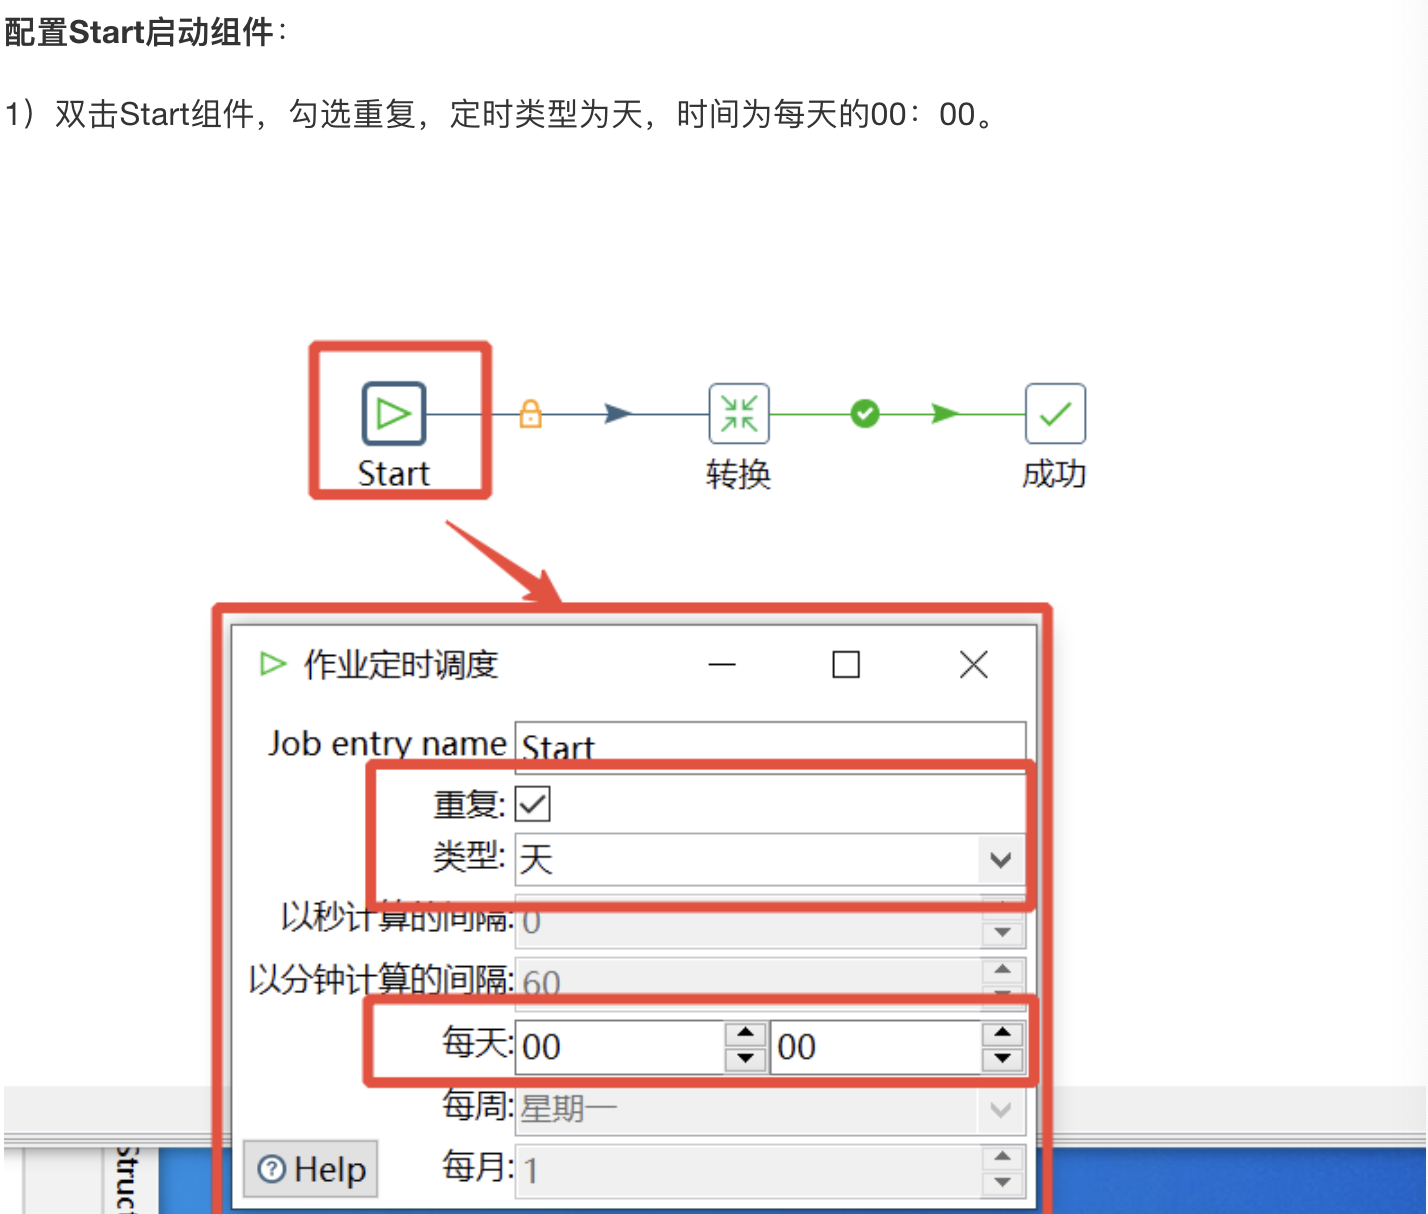 配置Start启动组件：
1）双击Start组件，勾选重复，定时类型为天，时间为每天的00：00。
Start
转换
成功
作业定时调度
Job entry name Start
重复:
类型: 天
以秒计算的间隔: 0
以分钟计算的间隔: 60
每天: 00 00
每周: 星期一
Help
每月: 1
Struct